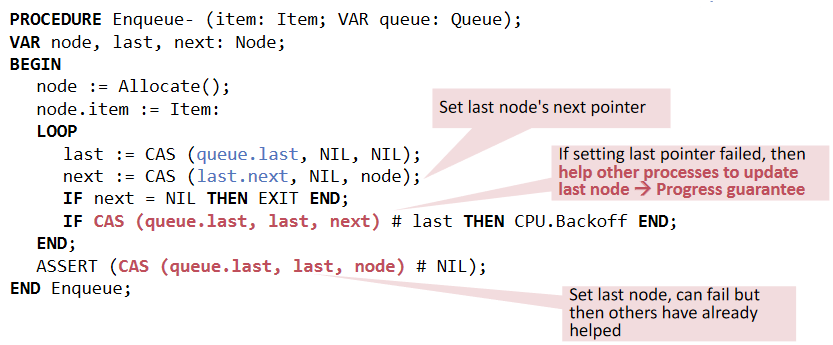 PROCEDURE Enqueue- (item: Item; VAR queue: Queue);
VAR node, last, next: Node;
BEGIN
node := Allocate();
node.item := Item:
LOOP
last := CAS (queue.last, NIL, NIL);
next := CAS (last.next, NIL, node);
IF next = NIL THEN EXIT END;
IF CAS (queue.last, last, next) # last THEN CPU.Backoff END;
END;
ASSERT (CAS (queue.last, last, node) # NIL);
END Enqueue;
Set last node's next pointer
If setting last pointer failed, then
help other processes to update
last node → Progress guarantee
Set last node, can fail but
then others have already
helped